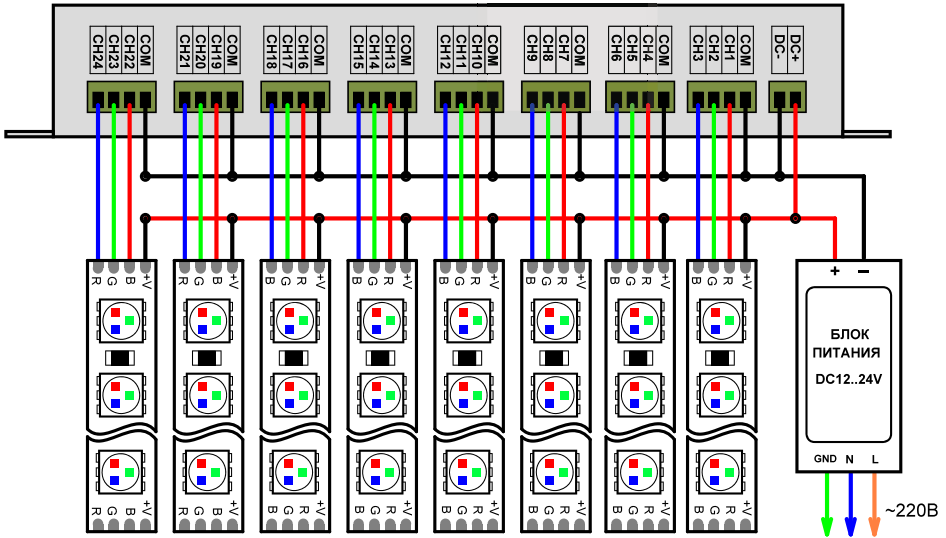 CH24 CH23 CH22 COM
CH21 CH20 CH19 COM
CH18 CH17 CH16 COM
CH15 CH14 CH13 COM
CH12 CH11 CH10 COM
CH9 CH8 CH7 COM
CH6 CH5 CH4 COM
CH3 CH2 CH1 COM
DC- DC+
R G B +V
R G B +V
B G R +V
B G R +V
B G R +V
B G R +V
B G R +V
B G R +V
+ −
БЛОК
ПИТАНИЯ
DC12..24V
GND N L
~220В
R G B +V
R G B +V
B G R +V
B G R +V
B G R +V
B G R +V
B G R +V
B G R +V